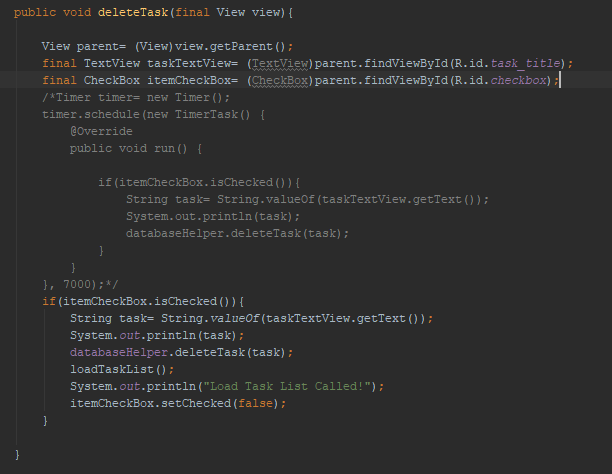 public void deleteTask(final View view){
View parent= (View)view.getParent();
final TextView taskTextView= (TextView)parent.findViewById(R.id.task_title);
final CheckBox itemCheckBox= (CheckBox)parent.findViewById(R.id.checkbox);
/*Timer timer= new Timer();
timer.schedule(new TimerTask() {
@Override
public void run() {
if(itemCheckBox.isChecked()){
String task= String.valueOf(taskTextView.getText());
System.out.println(task);
databaseHelper.deleteTask(task);
}
}
}, 7000);*/
if(itemCheckBox.isChecked()){
String task= String.valueOf(taskTextView.getText());
System.out.println(task);
databaseHelper.deleteTask(task);
loadTaskList();
System.out.println("Load Task List Called!");
itemCheckBox.setChecked(false);
}
}